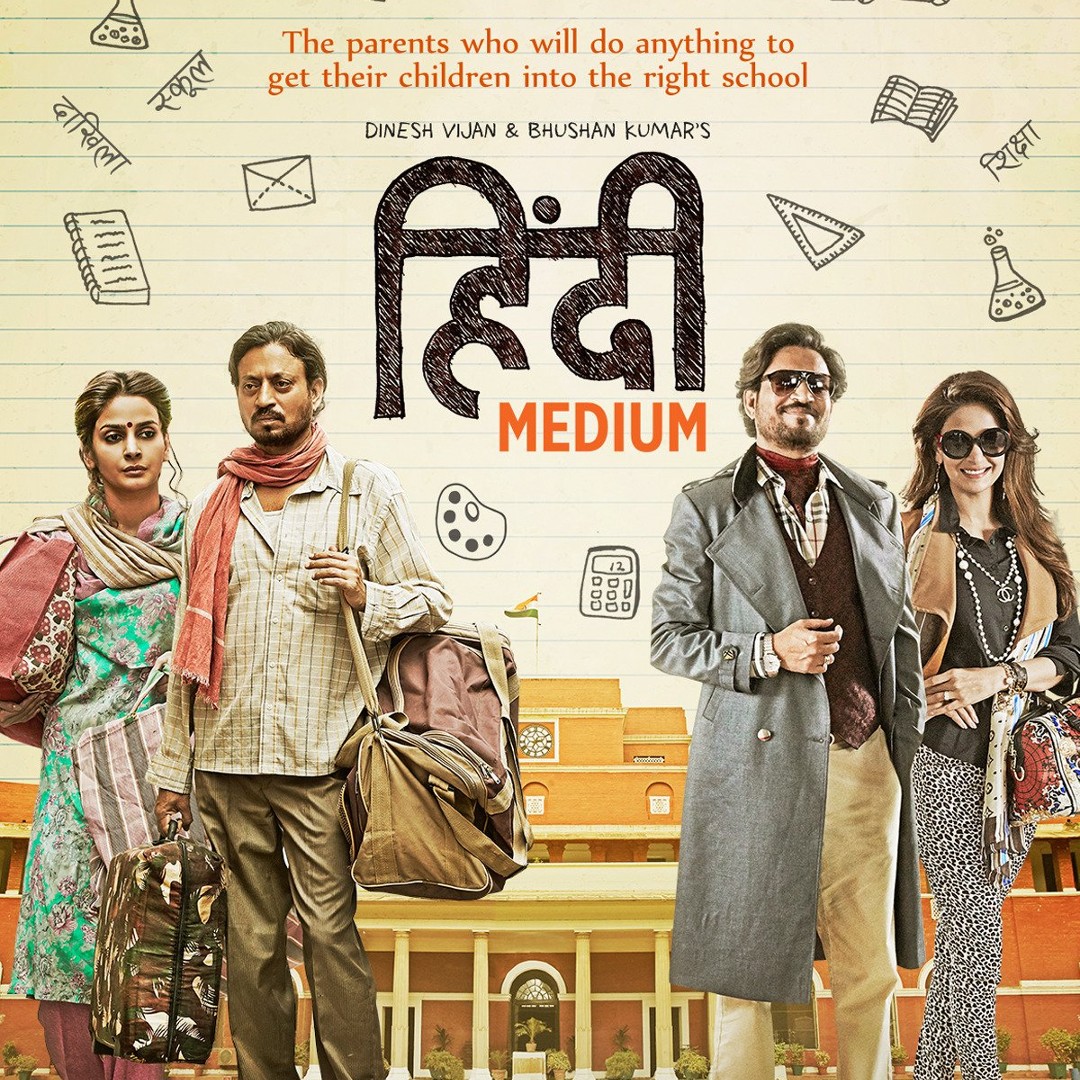 The parents who will do anything to
get their children into the right school
DINESH VIJAN & BHUSHAN KUMAR'S
स्कूल
दाखिला
शिक्षा
हिंदी
MEDIUM
12